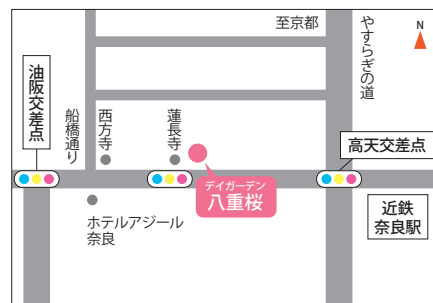 至京都
やすらぎの道
N
油阪交差点
船橋通り
西方寺
蓮長寺
高天交差点
デイガーデン
八重桜
近鉄
奈良駅
ホテルアジール
奈良